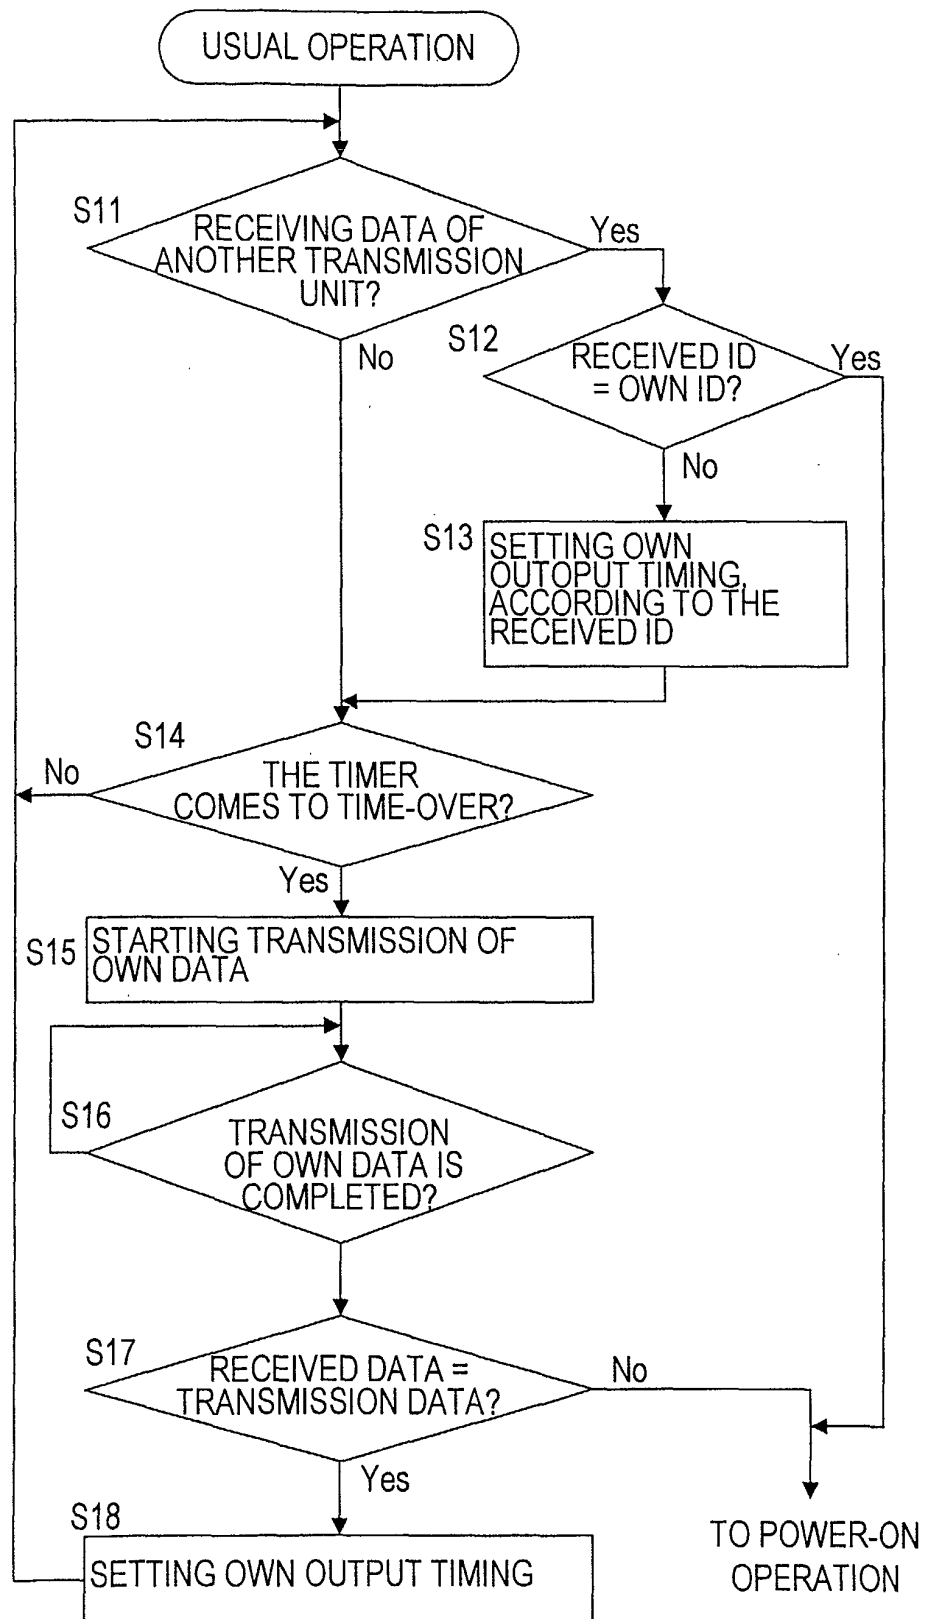 USUAL OPERATION
S11
RECEIVING DATA OF
ANOTHER TRANSMISSION
UNIT?
Yes
No
S12
RECEIVED ID
= OWN ID?
Yes
No
S13
SETTING OWN
OUTOPUT TIMING,
ACCORDING TO THE
RECEIVED ID
S14
THE TIMER
COMES TO TIME-OVER?
No
Yes
S15
STARTING TRANSMISSION OF
OWN DATA
S16
TRANSMISSION
OF OWN DATA IS
COMPLETED?
S17
RECEIVED DATA =
TRANSMISSION DATA?
No
Yes
S18
SETTING OWN OUTPUT TIMING
TO POWER-ON
OPERATION